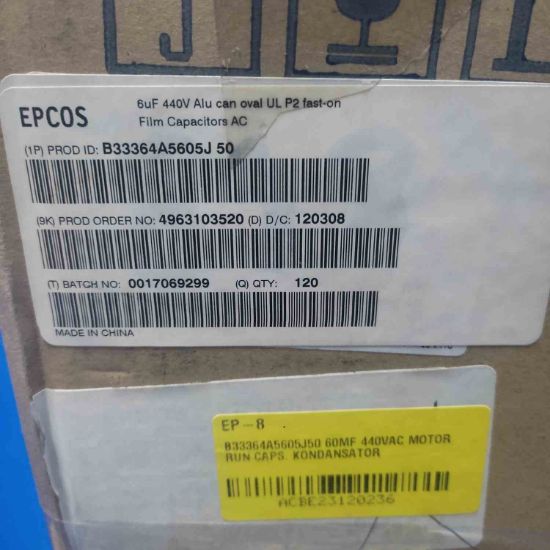 EPCOS
6uF 440V Alu can oval UL P2 fast-on
Film Capacitors AC
(1P) PROD ID: B33364A5605J 50
(9K) PROD ORDER NO: 4963103520 (D) D/C: 120308
(T) BATCH NO: 0017069299 (Q) QTY: 120
MADE IN CHINA
EP-8
B33364A5605J50 60MF 440VAC MOTOR
RUN CAPS. KONDANSATOR
ACBE23120236